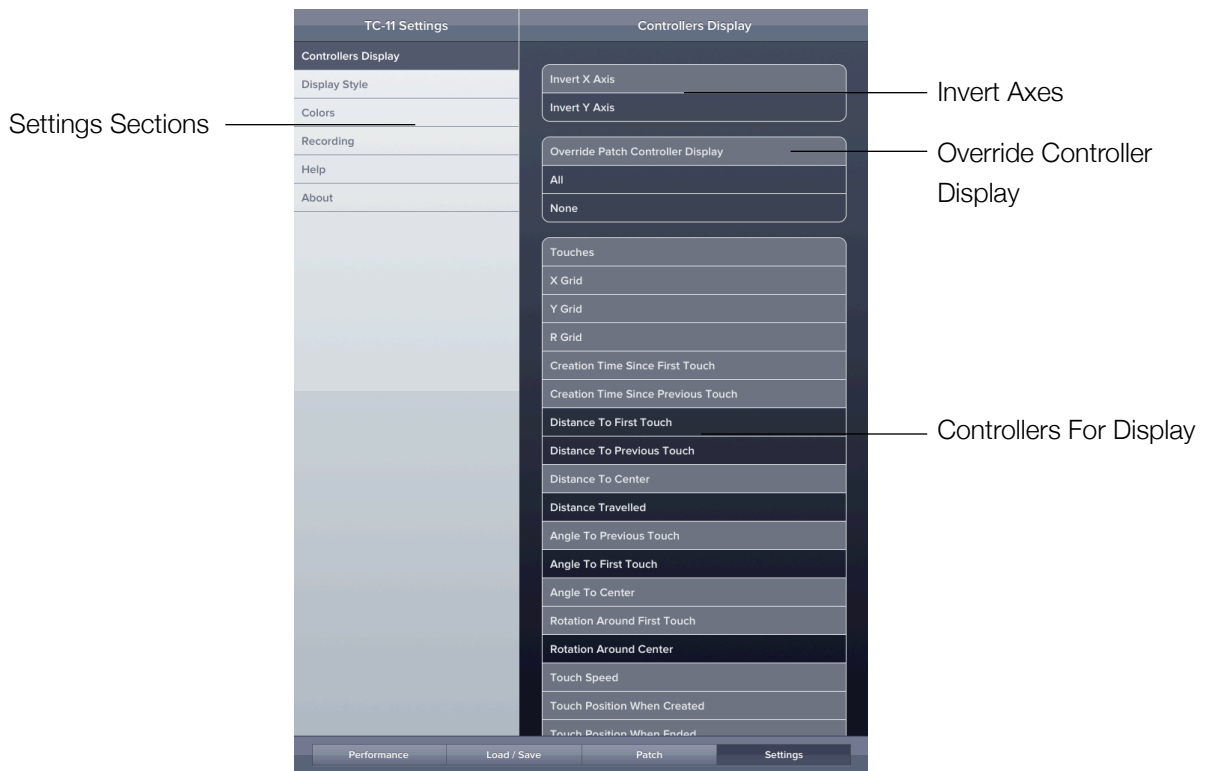 TC-11 Settings
Controllers Display
Controllers Display
Display Style
Colors
Recording
Help
About
Invert X Axis
Invert Y Axis
Override Patch Controller Display
All
None
Touches
X Grid
Y Grid
R Grid
Creation Time Since First Touch
Creation Time Since Previous Touch
Distance To First Touch
Distance To Previous Touch
Distance To Center
Distance Travelled
Angle To Previous Touch
Angle To First Touch
Angle To Center
Rotation Around First Touch
Rotation Around Center
Touch Speed
Touch Position When Created
Touch Position When Ended
Performance
Load / Save
Patch
Settings
Settings Sections
Invert Axes
Override Controller
Display
Controllers For Display